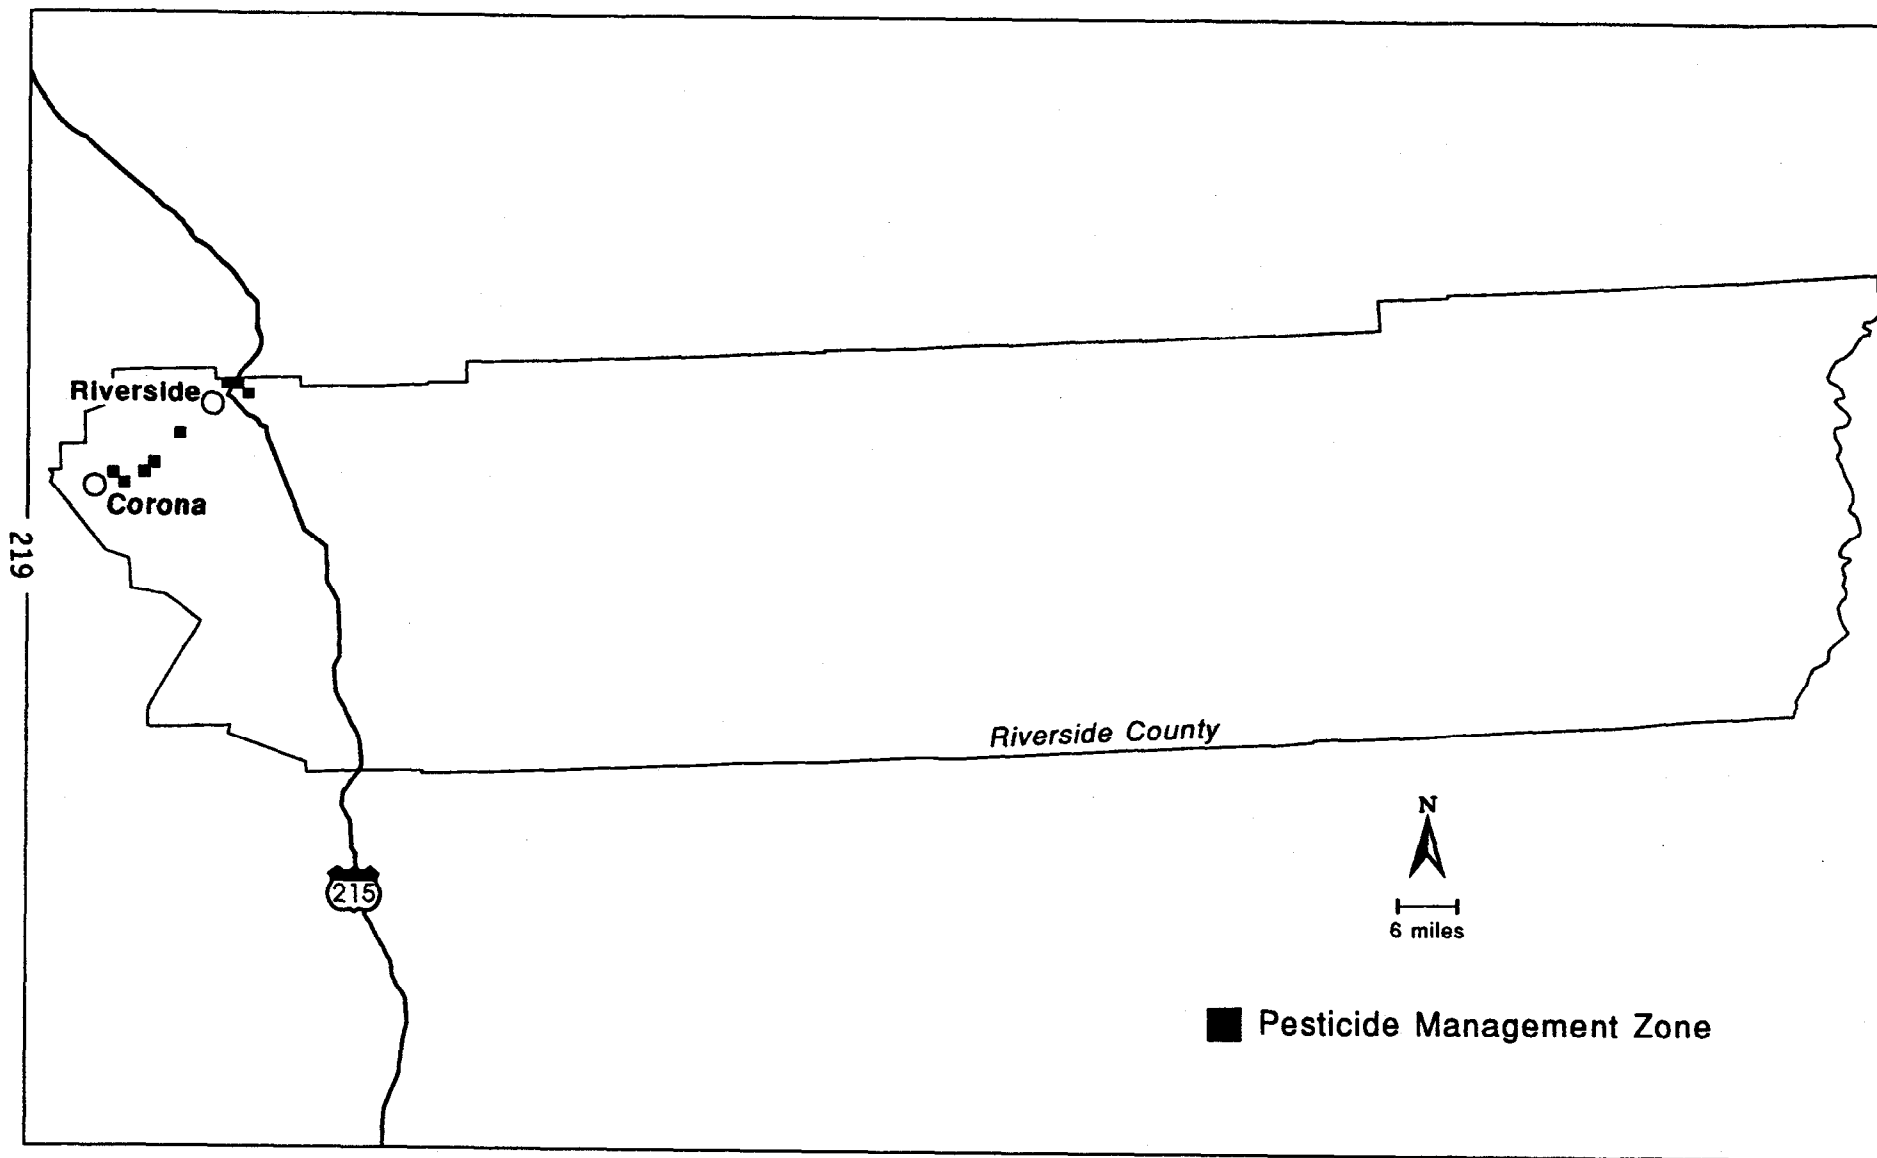 Riverside
Corona
219
Riverside County
N
215
6 miles
Pesticide Management Zone